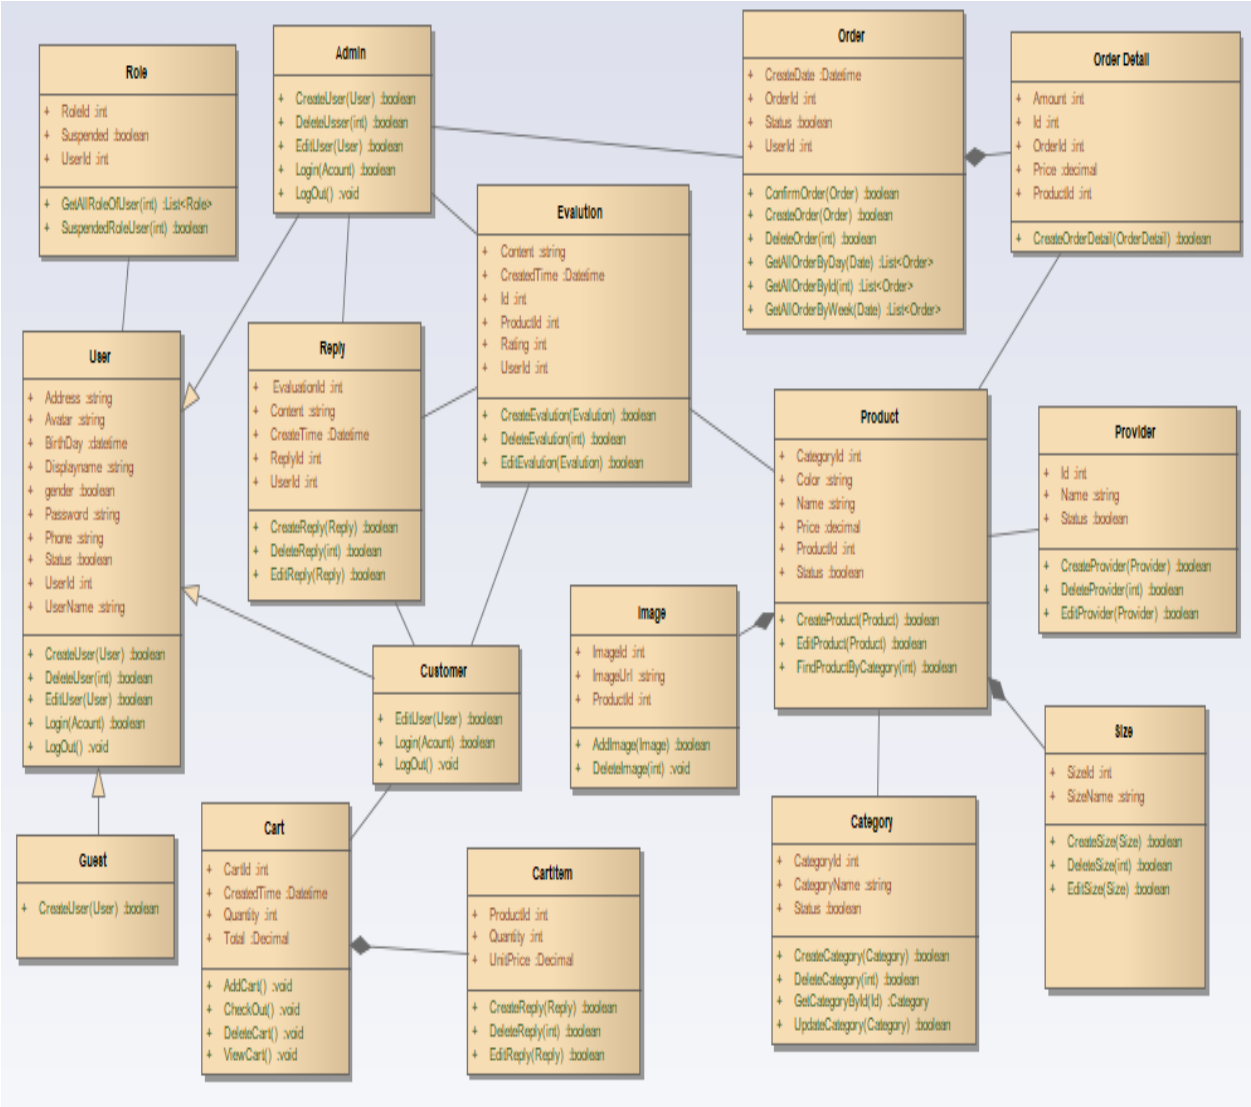 Role
+ RoleId :int
+ Suspended :boolean
+ UserId :int
+ GetAllRoleOfUser(int) :List<Role>
+ SuspendedRoleUser(int) :boolean
Admin
+ CreateUser(User) :boolean
+ DeleteUsser(int) :boolean
+ EditUser(User) :boolean
+ Login(Acount) :boolean
+ LogOut() :void
Order
+ CreateDate :Datetime
+ OrderId :int
+ Status :boolean
+ UserId :int
+ ConfirmOrder(Order) :boolean
+ CreateOrder(Order) :boolean
+ DeleteOrder(int) :boolean
+ GetAllOrderByDay(Date) :List<Order>
+ GetAllOrderById(int) :List<Order>
+ GetAllOrderByWeek(Date) :List<Order>
Order Detail
+ Amount :int
+ Id :int
+ OrderId :int
+ Price :decimal
+ ProductId :int
+ CreateOrderDetail(OrderDetail) :boolean
Evalution
+ Content :string
+ CreatedTime :Datetime
+ Id :int
+ ProductId :int
+ Rating :int
+ UserId :int
+ CreateEvalution(Evalution) :boolean
+ DeleteEvalution(int) :boolean
+ EditEvalution(Evalution) :boolean
User
+ Address :string
+ Avatar :string
+ BirthDay :datetime
+ Displayname :string
+ gender :boolean
+ Password :string
+ Phone :string
+ Status :boolean
+ UserId :int
+ UserName :string
+ CreateUser(User) :boolean
+ DeleteUser(int) :boolean
+ EditUser(User) :boolean
+ Login(Acount) :boolean
+ LogOut() :void
Reply
+ EvaluationId :int
+ Content :string
+ CreateTime :Datetime
+ ReplyId :int
+ UserId :int
+ CreateReply(Reply) :boolean
+ DeleteReply(int) :boolean
+ EditReply(Reply) :boolean
Product
+ CategoryId :int
+ Color :string
+ Name :string
+ Price :decimal
+ ProductId :int
+ Status :boolean
+ CreateProduct(Product) :boolean
+ EditProduct(Product) :boolean
+ FindProductByCategory(int) :boolean
Provider
+ Id :int
+ Name :string
+ Status :boolean
+ CreateProvider(Provider) :boolean
+ DeleteProvider(int) :boolean
+ EditProvider(Provider) :boolean
Image
+ ImageId :int
+ ImageUrl :string
+ ProductId :int
+ AddImage(Image) :boolean
+ DeleteImage(int) :void
Customer
+ EditUser(User) :boolean
+ Login(Acount) :boolean
+ LogOut() :void
Size
+ SizeId :int
+ SizeName :string
+ CreateSize(Size) :boolean
+ DeleteSize(int) :boolean
+ EditSize(Size) :boolean
Guest
+ CreateUser(User) :boolean
Cart
+ CartId :int
+ CreatedTime :Datetime
+ Quantity :int
+ Total :Decimal
+ AddCart() :void
+ CheckOut() :void
+ DeleteCart() :void
+ ViewCart() :void
CartItem
+ ProductId :int
+ Quantity :int
+ UnitPrice :Decimal
+ CreateReply(Reply) :boolean
+ DeleteReply(int) :boolean
+ EditReply(Reply) :boolean
Category
+ CategoryId :int
+ CategoryName :string
+ Status :boolean
+ CreateCategory(Category) :boolean
+ DeleteCategory(int) :boolean
+ GetCategoryById(Id) :Category
+ UpdateCategory(Category) :boolean